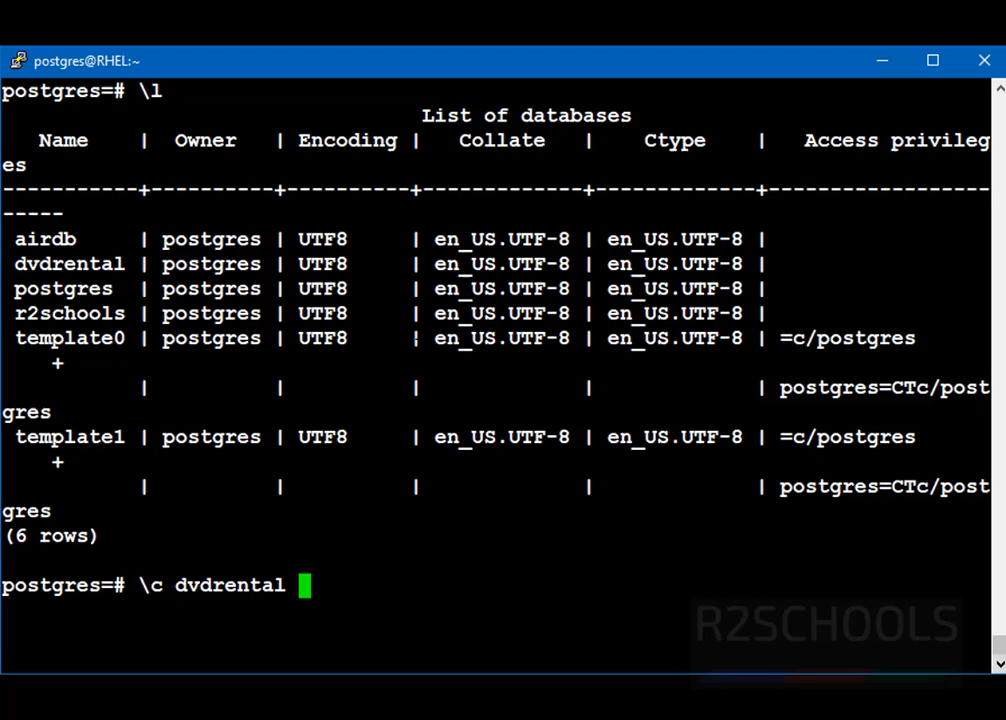 postgres@RHEL:~
postgres=# \l
List of databases
Name | Owner | Encoding | Collate | Ctype | Access privileg
es
-----------+----------+----------+-------------+-------------+------------------
-----
airdb | postgres | UTF8 | en_US.UTF-8 | en_US.UTF-8 |
dvdrental | postgres | UTF8 | en_US.UTF-8 | en_US.UTF-8 |
postgres | postgres | UTF8 | en_US.UTF-8 | en_US.UTF-8 |
r2schools | postgres | UTF8 | en_US.UTF-8 | en_US.UTF-8 |
template0 | postgres | UTF8 | en_US.UTF-8 | en_US.UTF-8 | =c/postgres
+
| | | | | postgres=CTc/post
gres
template1 | postgres | UTF8 | en_US.UTF-8 | en_US.UTF-8 | =c/postgres
+
| | | | | postgres=CTc/post
gres
(6 rows)
postgres=# \c dvdrental
R2SCHOOLS